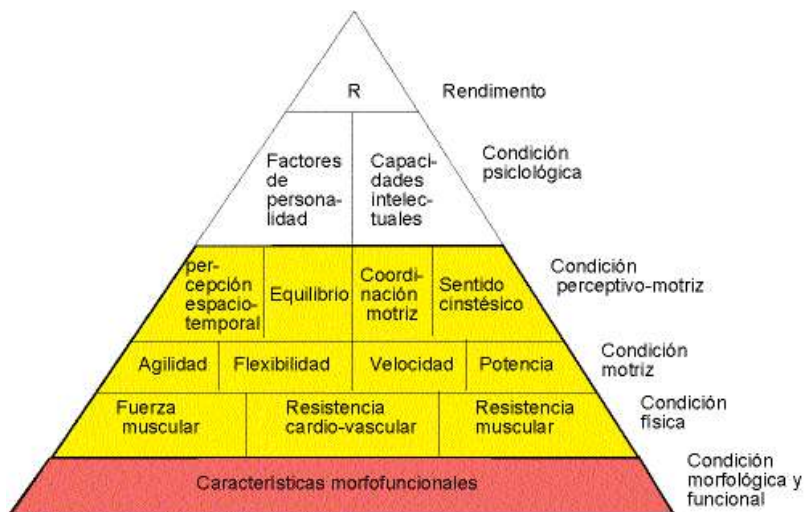 R
Rendimento
Factores
de
persona-
lidad
Capaci-
dades
intelec-
tuales
Condición
psiclológica
per-
cepción
espacio-
temporal
Equilibrio
Coordi-
nación
motriz
Sentido
cinstésico
Condición
perceptivo-motriz
Agilidad
Flexibilidad
Velocidad
Potencia
Condición
motriz
Fuerza
muscular
Resistencia
cardio-vascular
Resistencia
muscular
Condición
física
Características morfofuncionales
Condición
morfológica y
funcional